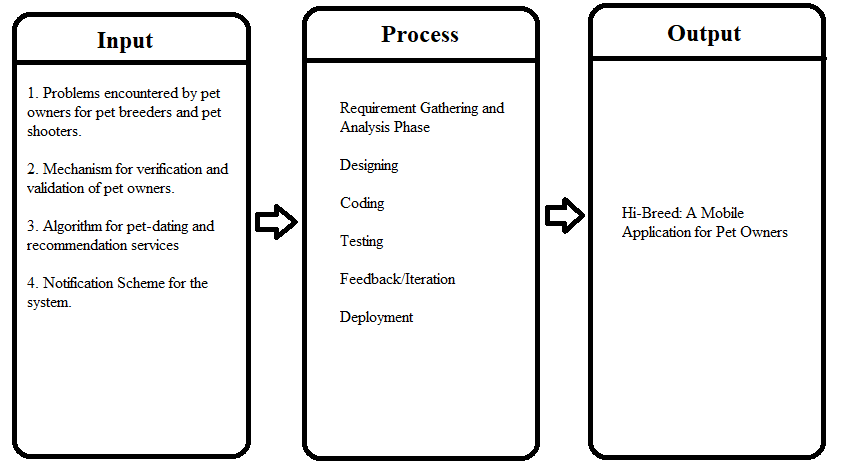 Input
1. Problems encountered by pet
owners for pet breeders and pet
shooters.
2. Mechanism for verification and
validation of pet owners.
3. Algorithm for pet-dating and
recommendation services
4. Notification Scheme for the
system.
Process
Requirement Gathering and
Analysis Phase
Designing
Coding
Testing
Feedback/Iteration
Deployment
Output
Hi-Breed: A Mobile
Application for Pet Owners